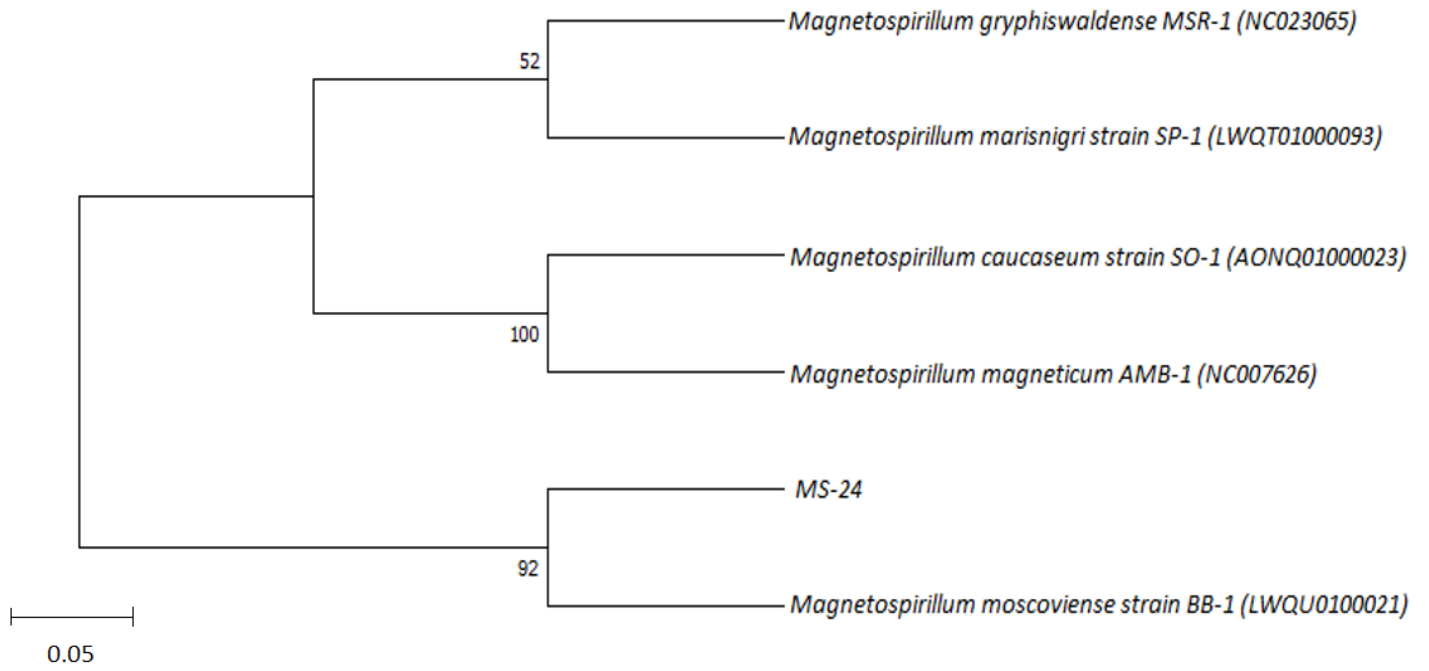 Magnetospirillum gryphiswaldense MSR-1 (NC023065)
52
Magnetospirillum marisnigri strain SP-1 (LWQT01000093)
Magnetospirillum caucaseum strain SO-1 (AONQ01000023)
100
Magnetospirillum magneticum AMB-1 (NC007626)
MS-24
92
Magnetospirillum moscoviense strain BB-1 (LWQU0100021)
0.05